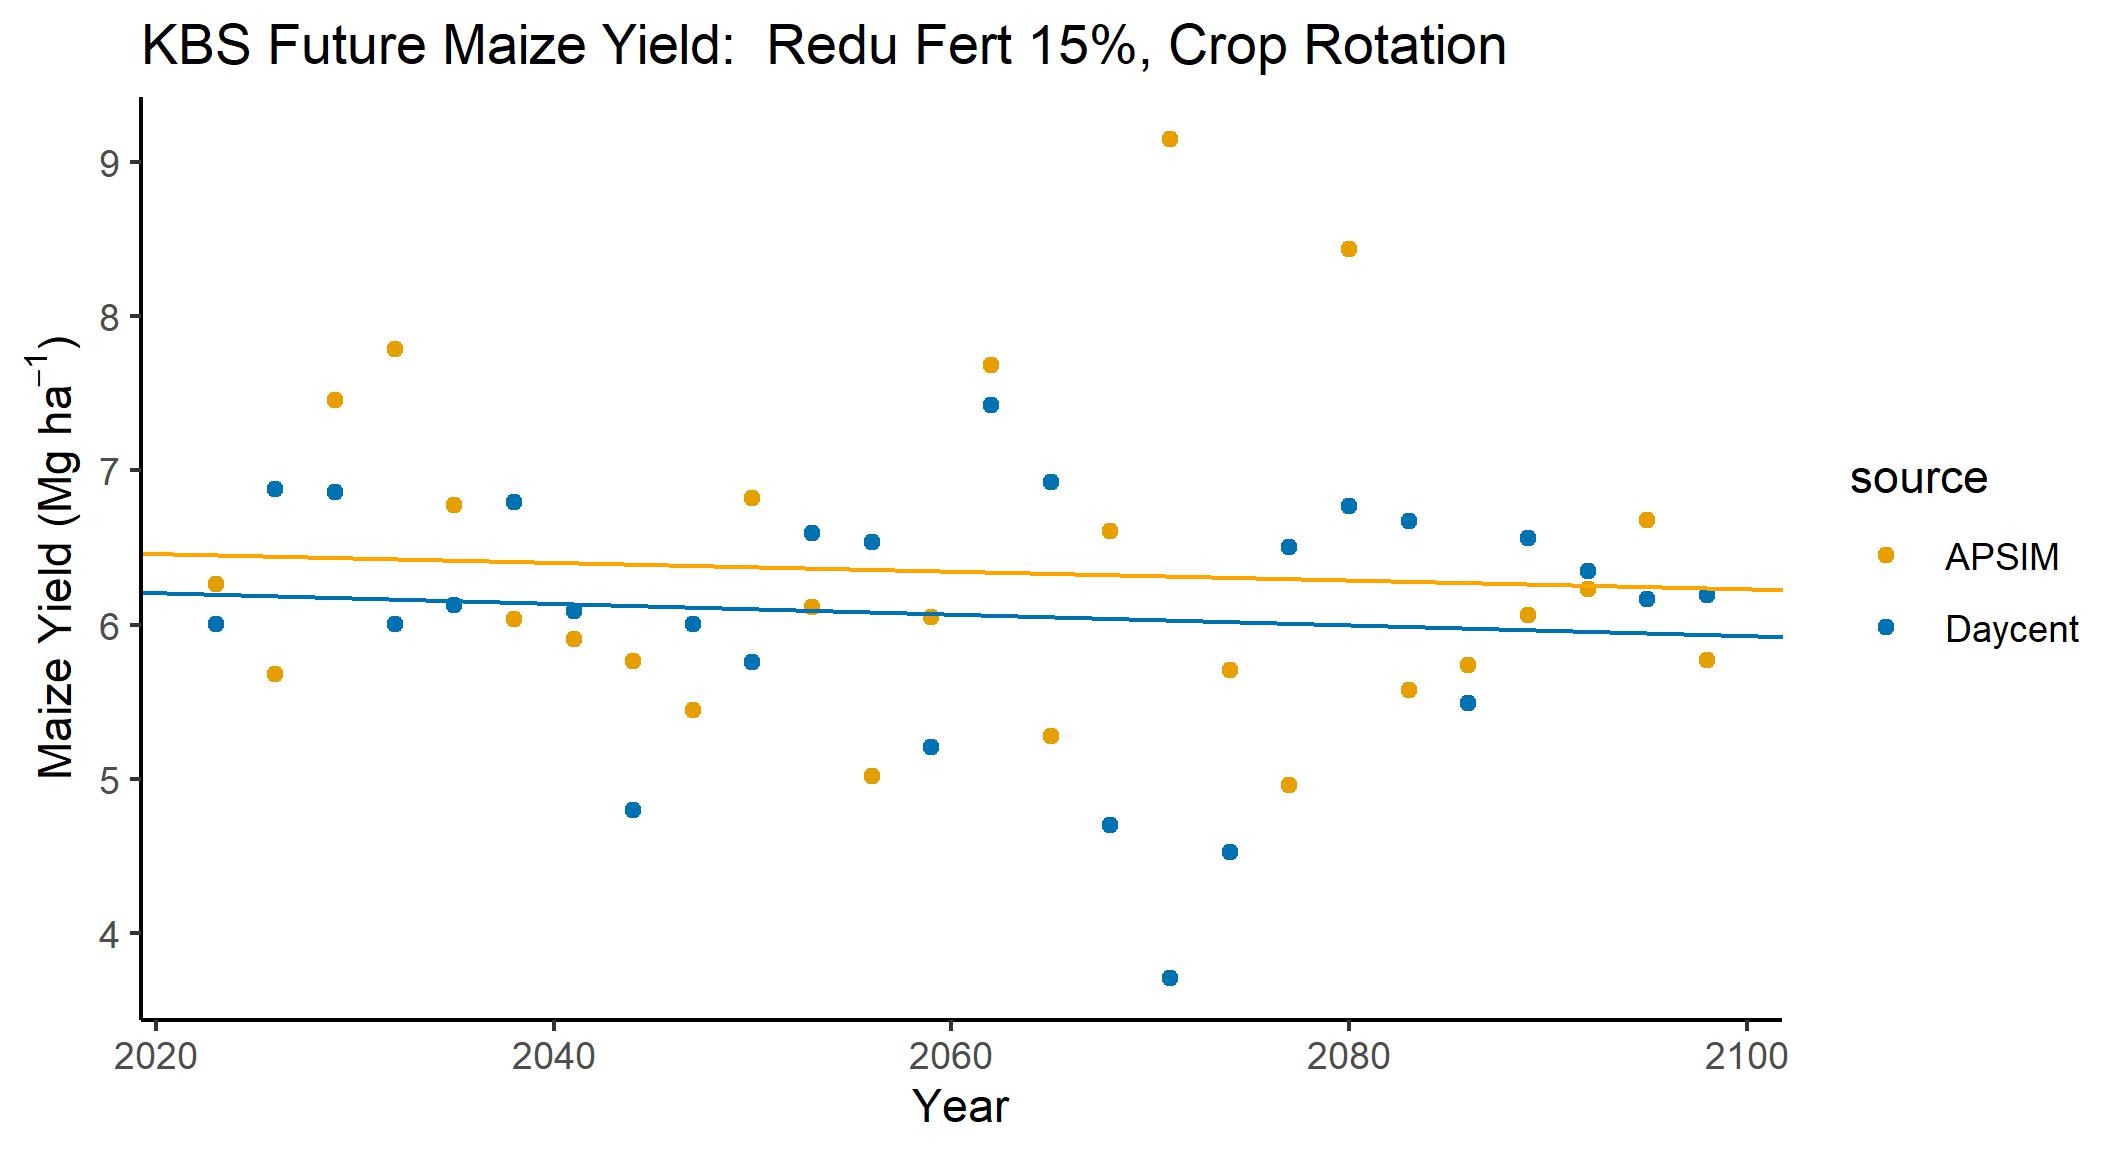 KBS Future Maize Yield:  Redu Fert 15%, Crop Rotation
Maize Yield (Mg ha⁻¹)
9
8
7
6
5
4
2020 2040 2060 2080 2100
Year
source
APSIM
Daycent